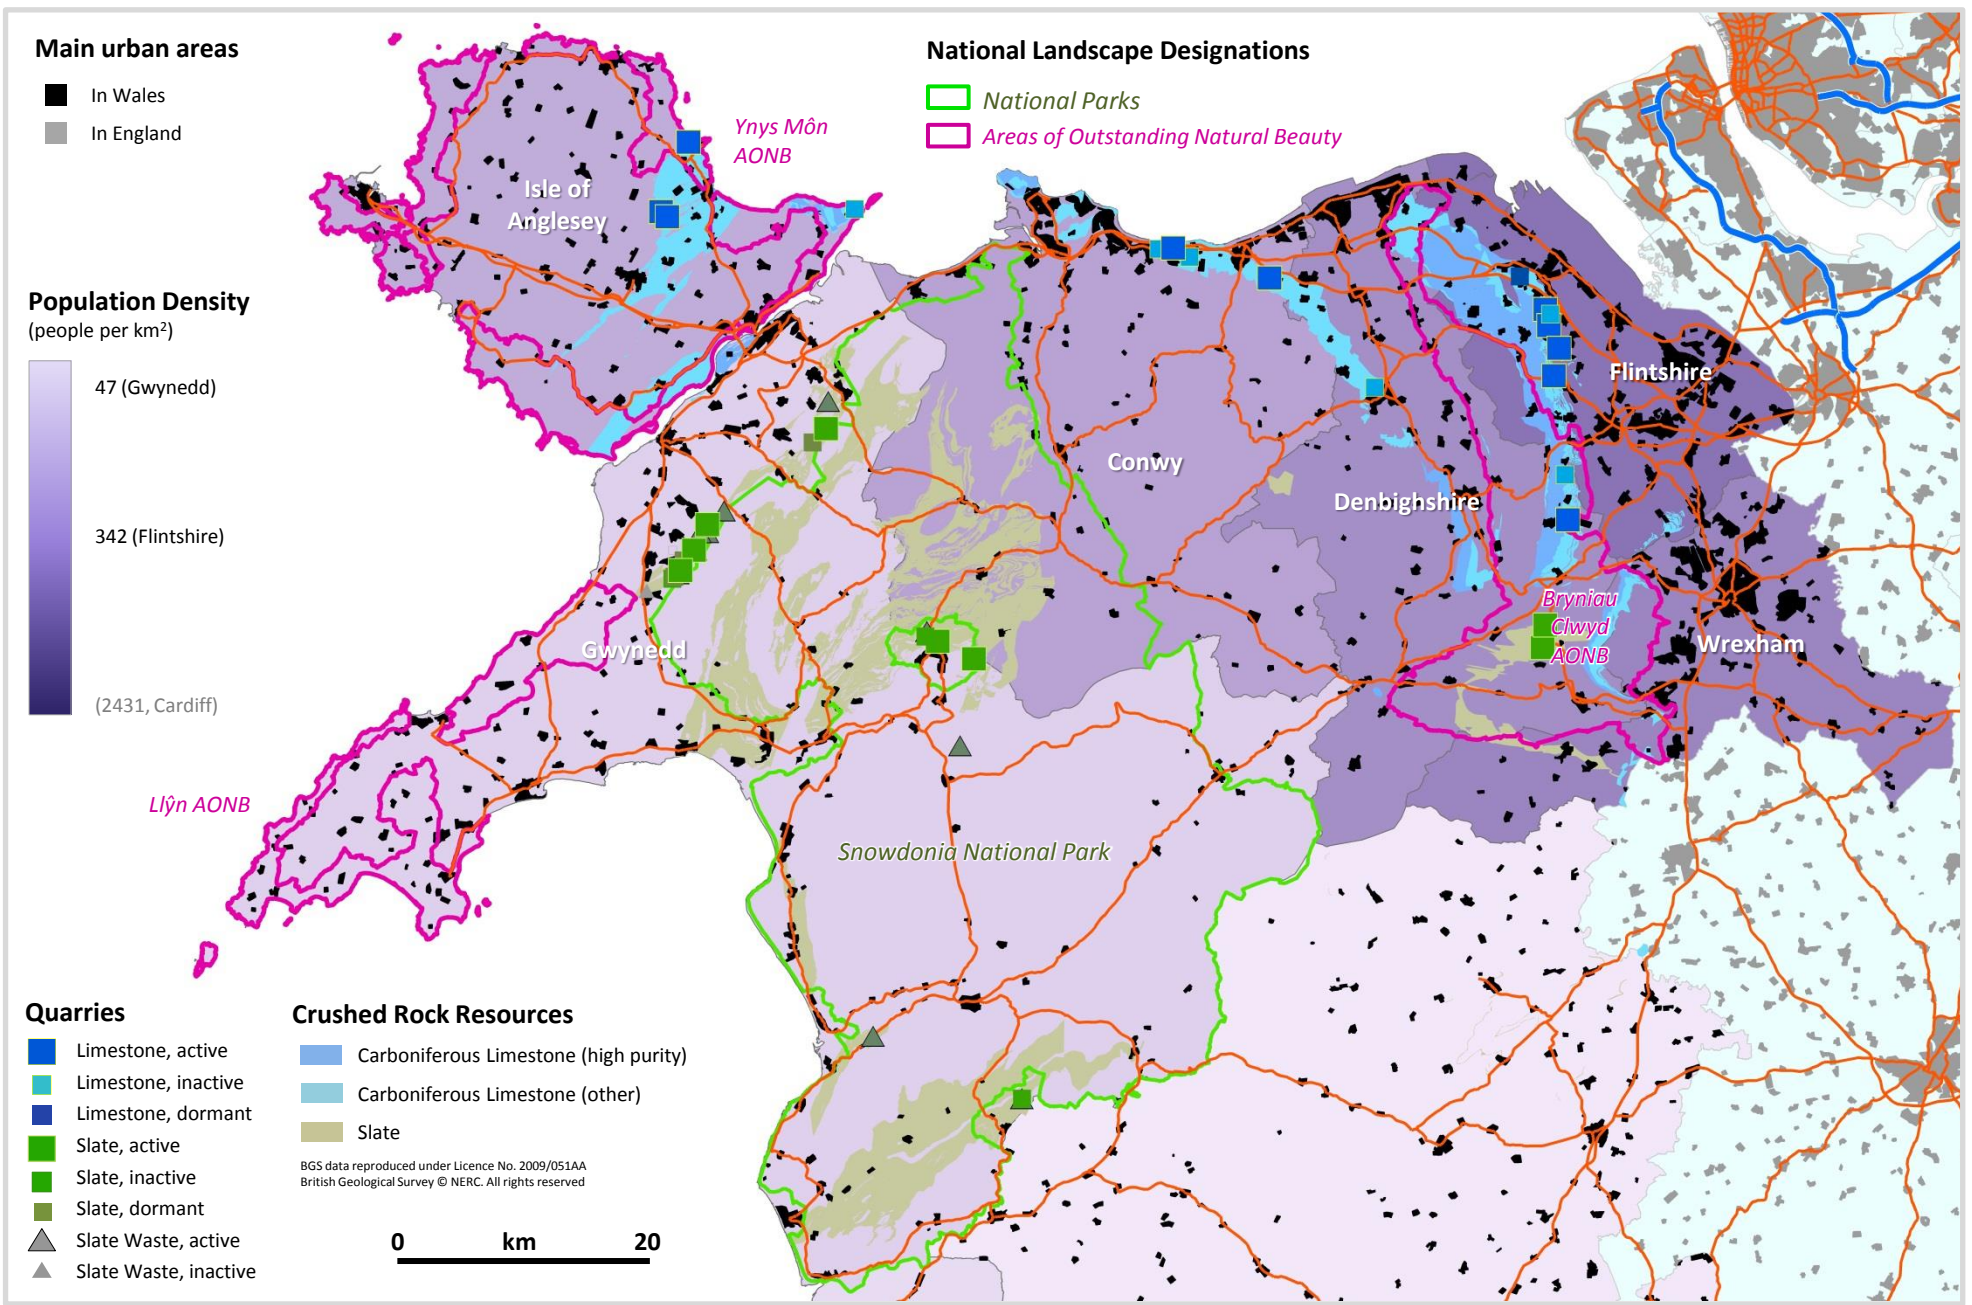 Main urban areas
In Wales
In England
National Landscape Designations
National Parks
Areas of Outstanding Natural Beauty
Ynys Môn
AONB
Isle of
Anglesey
Population Density
(people per km²)
47 (Gwynedd)
342 (Flintshire)
(2431, Cardiff)
Flintshire
Conwy
Denbighshire
Bryniau
Clwyd
AONB
Wrexham
Gwynedd
Llŷn AONB
Snowdonia National Park
Quarries
Limestone, active
Limestone, inactive
Limestone, dormant
Slate, active
Slate, inactive
Slate, dormant
Slate Waste, active
Slate Waste, inactive
Crushed Rock Resources
Carboniferous Limestone (high purity)
Carboniferous Limestone (other)
Slate
BGS data reproduced under Licence No. 2009/051AA
British Geological Survey © NERC. All rights reserved
0 km 20